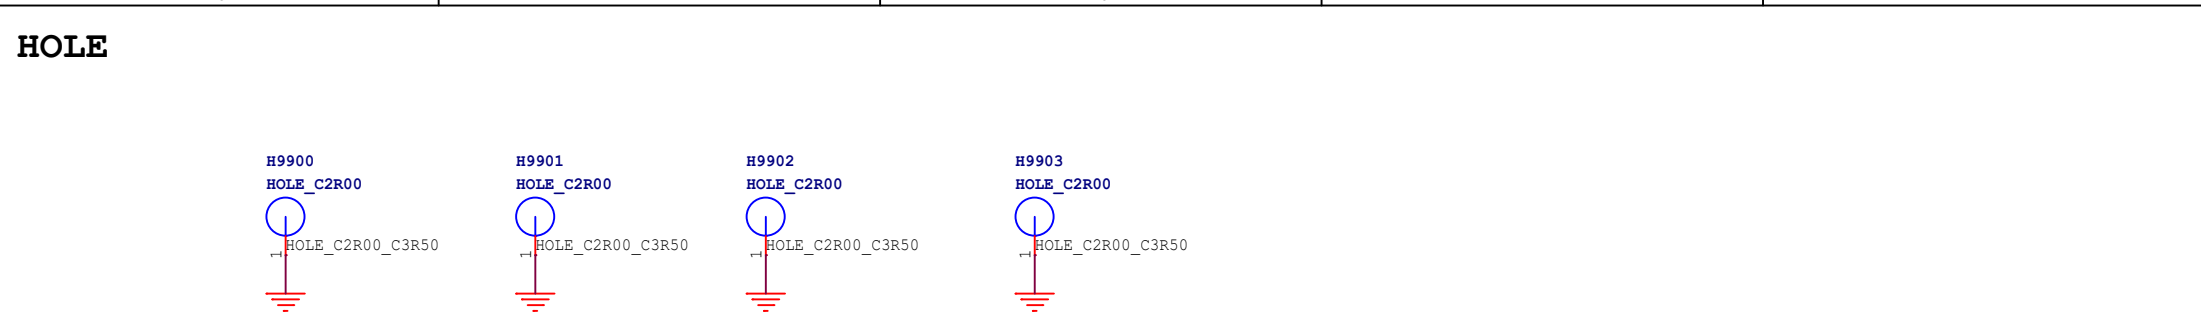 HOLE
H9900 H9901 H9902 H9903
HOLE_C2R00 HOLE_C2R00 HOLE_C2R00 HOLE_C2R00
HOLE_C2R00_C3R50 HOLE_C2R00_C3R50 HOLE_C2R00_C3R50 HOLE_C2R00_C3R50
1 1 1 1